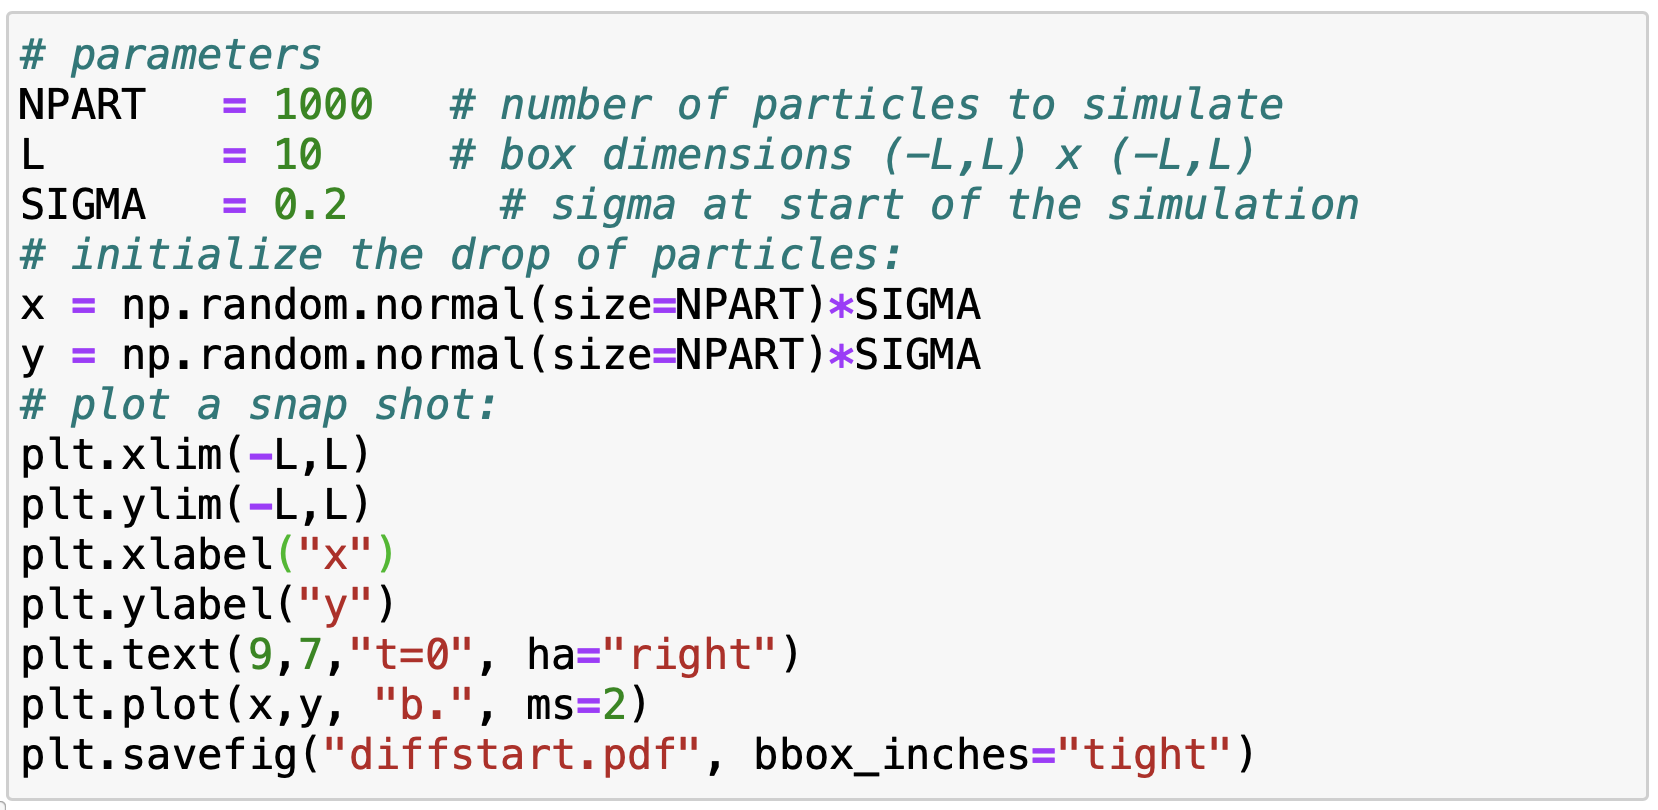 # parameters
NPART   = 1000   # number of particles to simulate
L       = 10     # box dimensions (-L,L) x (-L,L)
SIGMA   = 0.2      # sigma at start of the simulation
# initialize the drop of particles:
x = np.random.normal(size=NPART)*SIGMA
y = np.random.normal(size=NPART)*SIGMA
# plot a snap shot:
plt.xlim(-L,L)
plt.ylim(-L,L)
plt.xlabel("x")
plt.ylabel("y")
plt.text(9,7,"t=0", ha="right")
plt.plot(x,y, "b.", ms=2)
plt.savefig("diffstart.pdf", bbox_inches="tight")